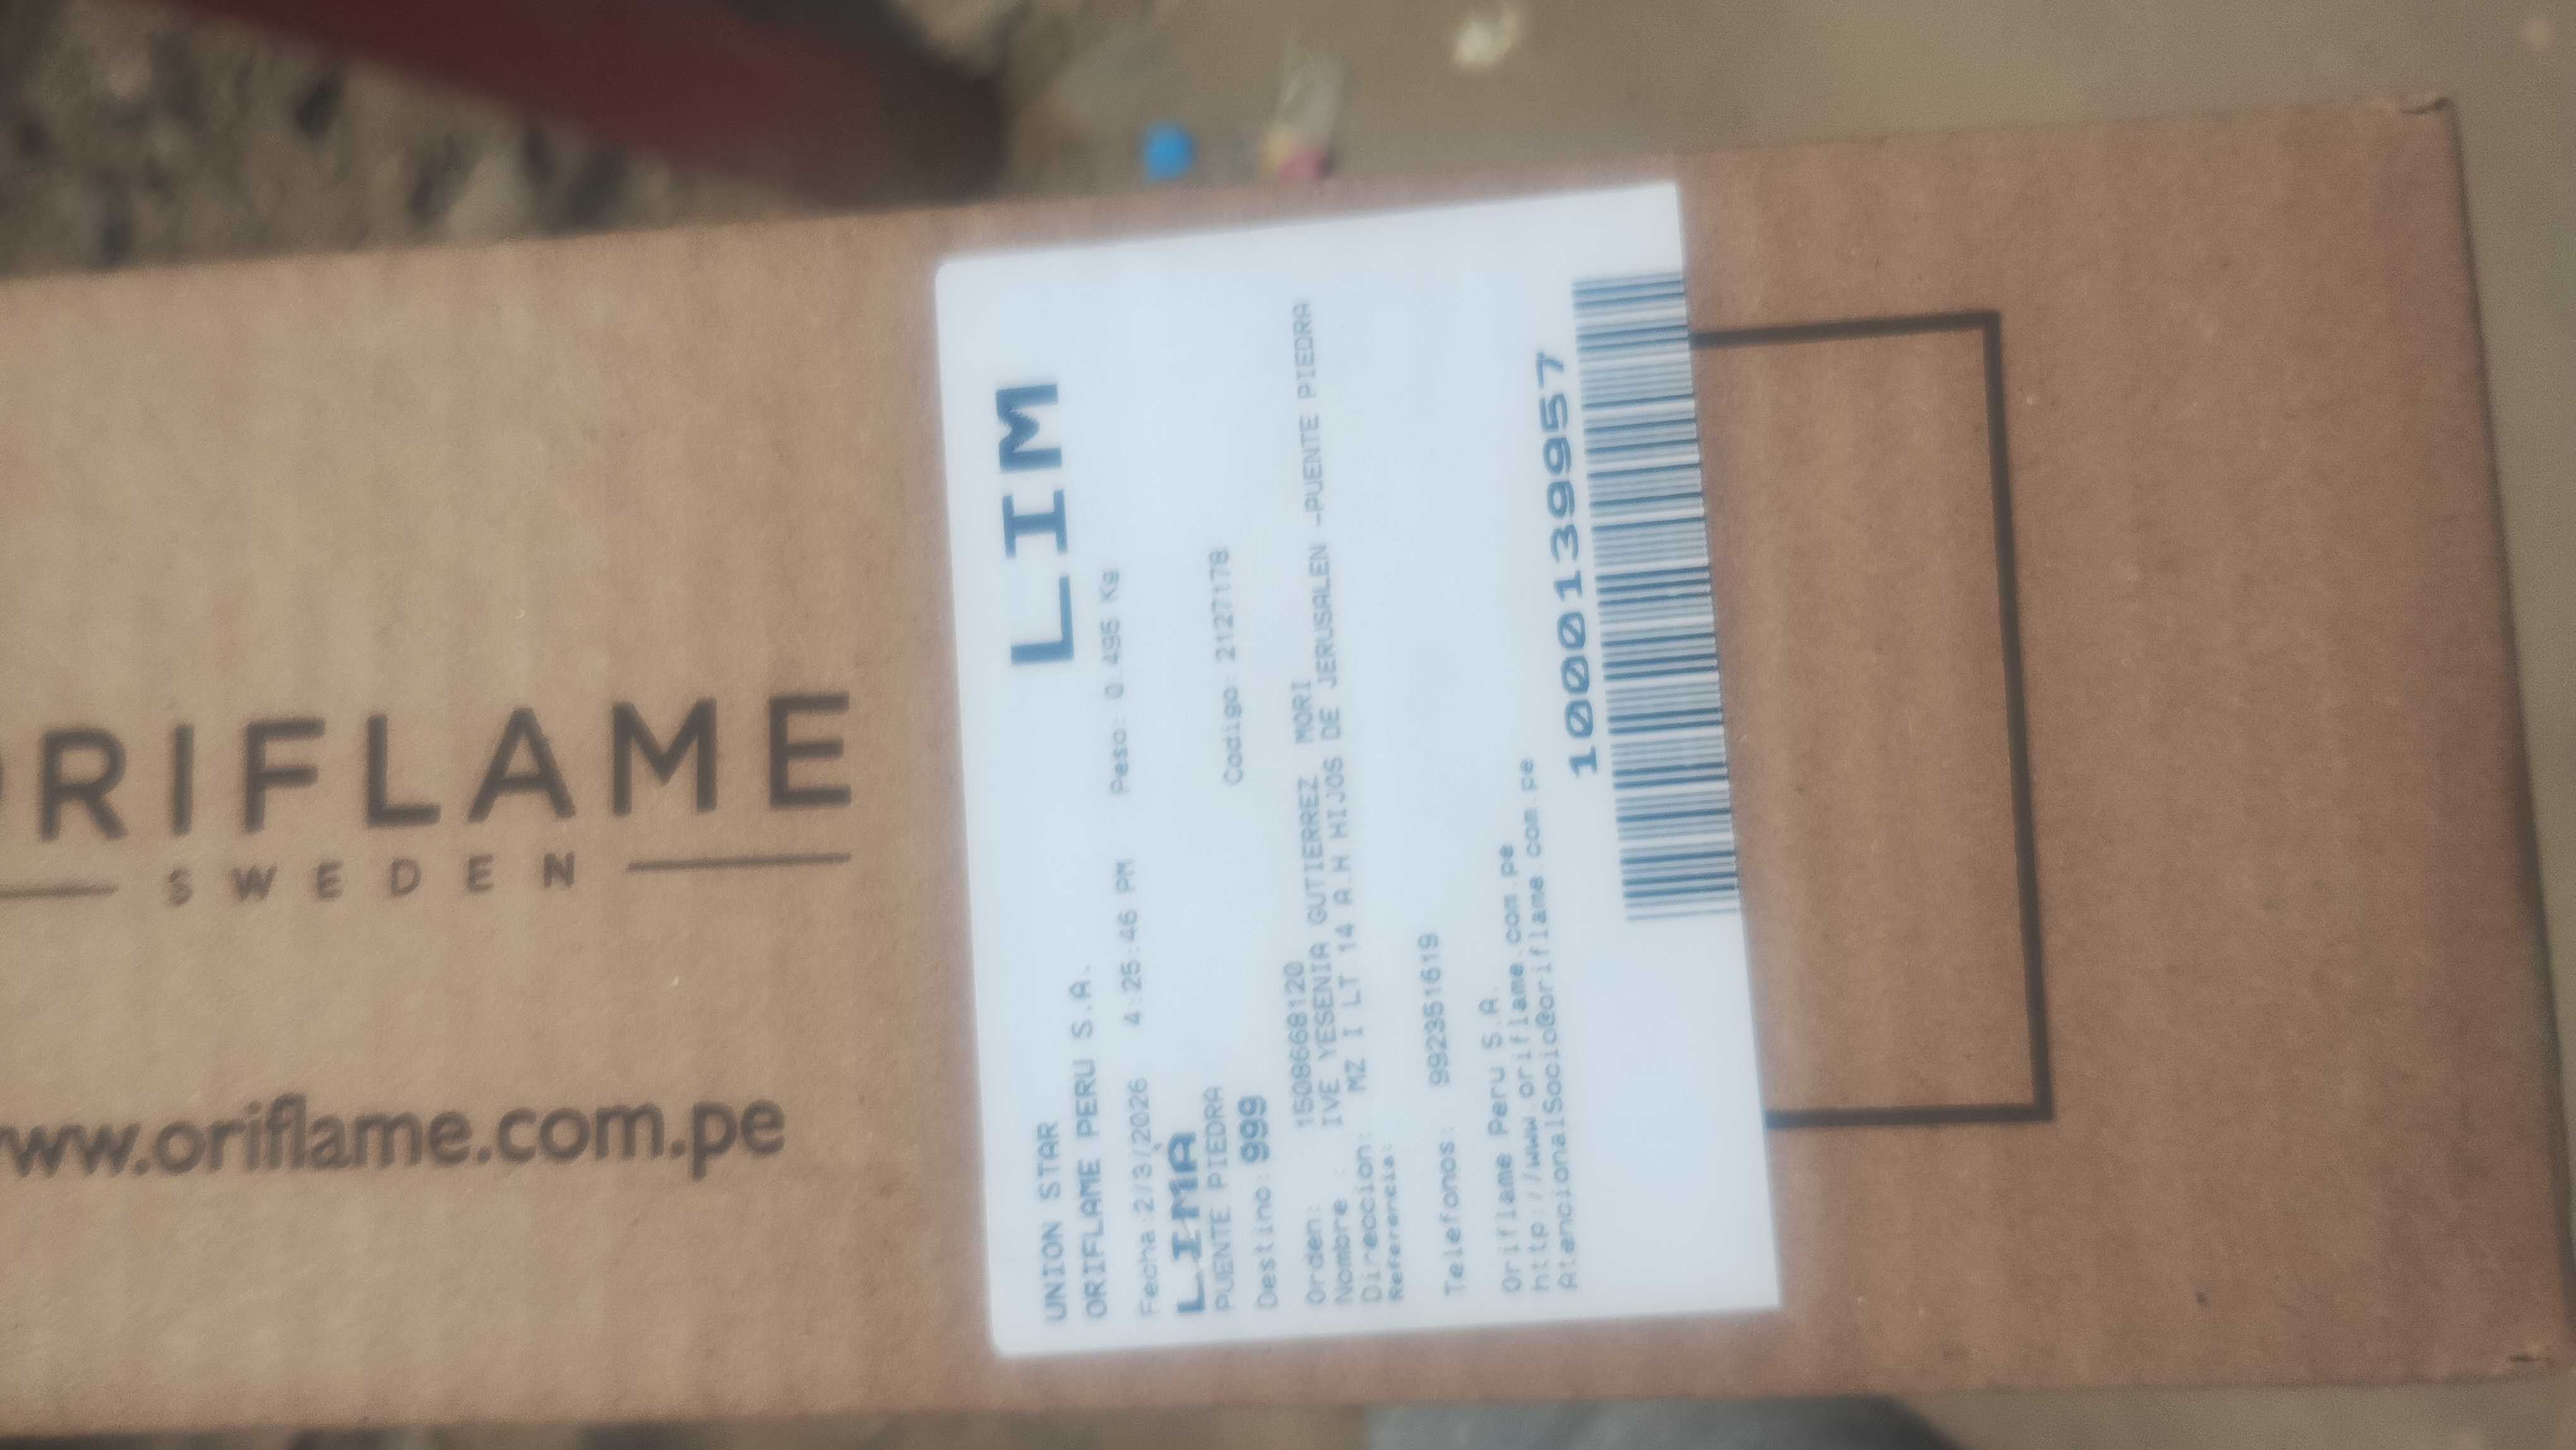 ORIFLAME
SWEDEN
www.oriflame.com.pe
LIM
UNION STAR
ORIFLAME PERU S.A.
Fecha:2/3/2026 4:25:46 PM Peso: 0.495 Kg
LIMA
PUENTE PIEDRA
Destino: 999 Codigo: 2127178
Orden: 1508668120
Nombre : IVE YESENIA GUTIERREZ MORI
Direccion: MZ I LT 14 A.H HIJOS DE JERUSALEN -PUENTE PIEDRA
Referencia:
Telefonos: 992351619
Oriflame Peru S.A.
http://www.oriflame.com.pe
AtencionalSocio@oriflame.com.pe
10000139957